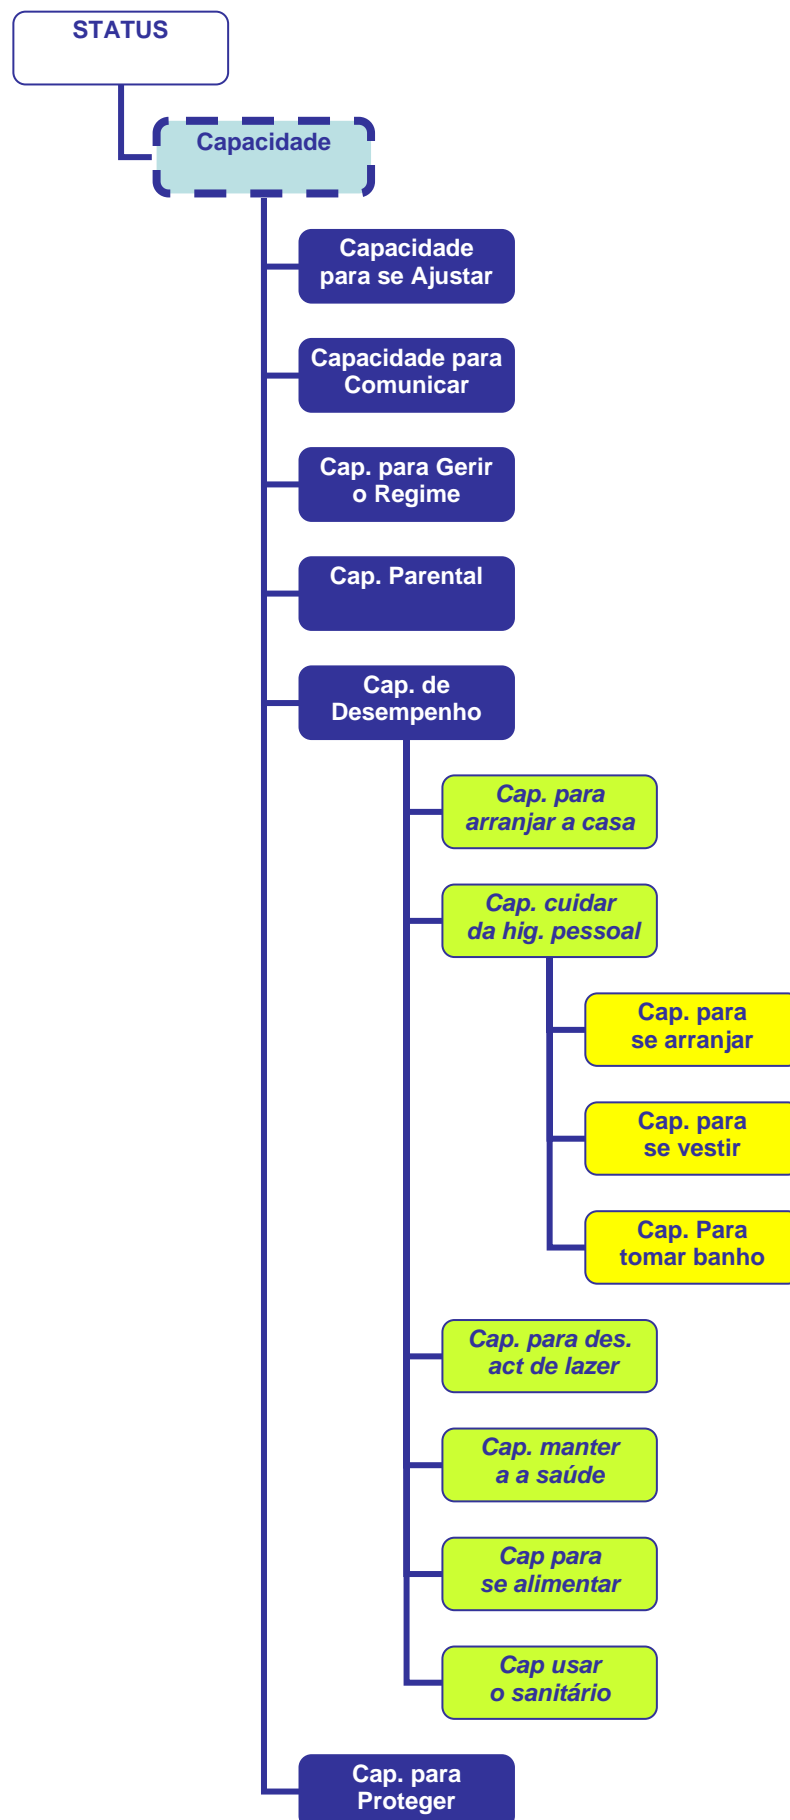 STATUS
Capacidade
Capacidade
para se Ajustar
Capacidade para
Comunicar
Cap. para Gerir
o Regime
Cap. Parental
Cap. de
Desempenho
Cap. para
arranjar a casa
Cap. cuidar
da hig. pessoal
Cap. para
se arranjar
Cap. para
se vestir
Cap. Para
tomar banho
Cap. para des.
act de lazer
Cap. manter
a a saúde
Cap para
se alimentar
Cap usar
o sanitário
Cap. para
Proteger